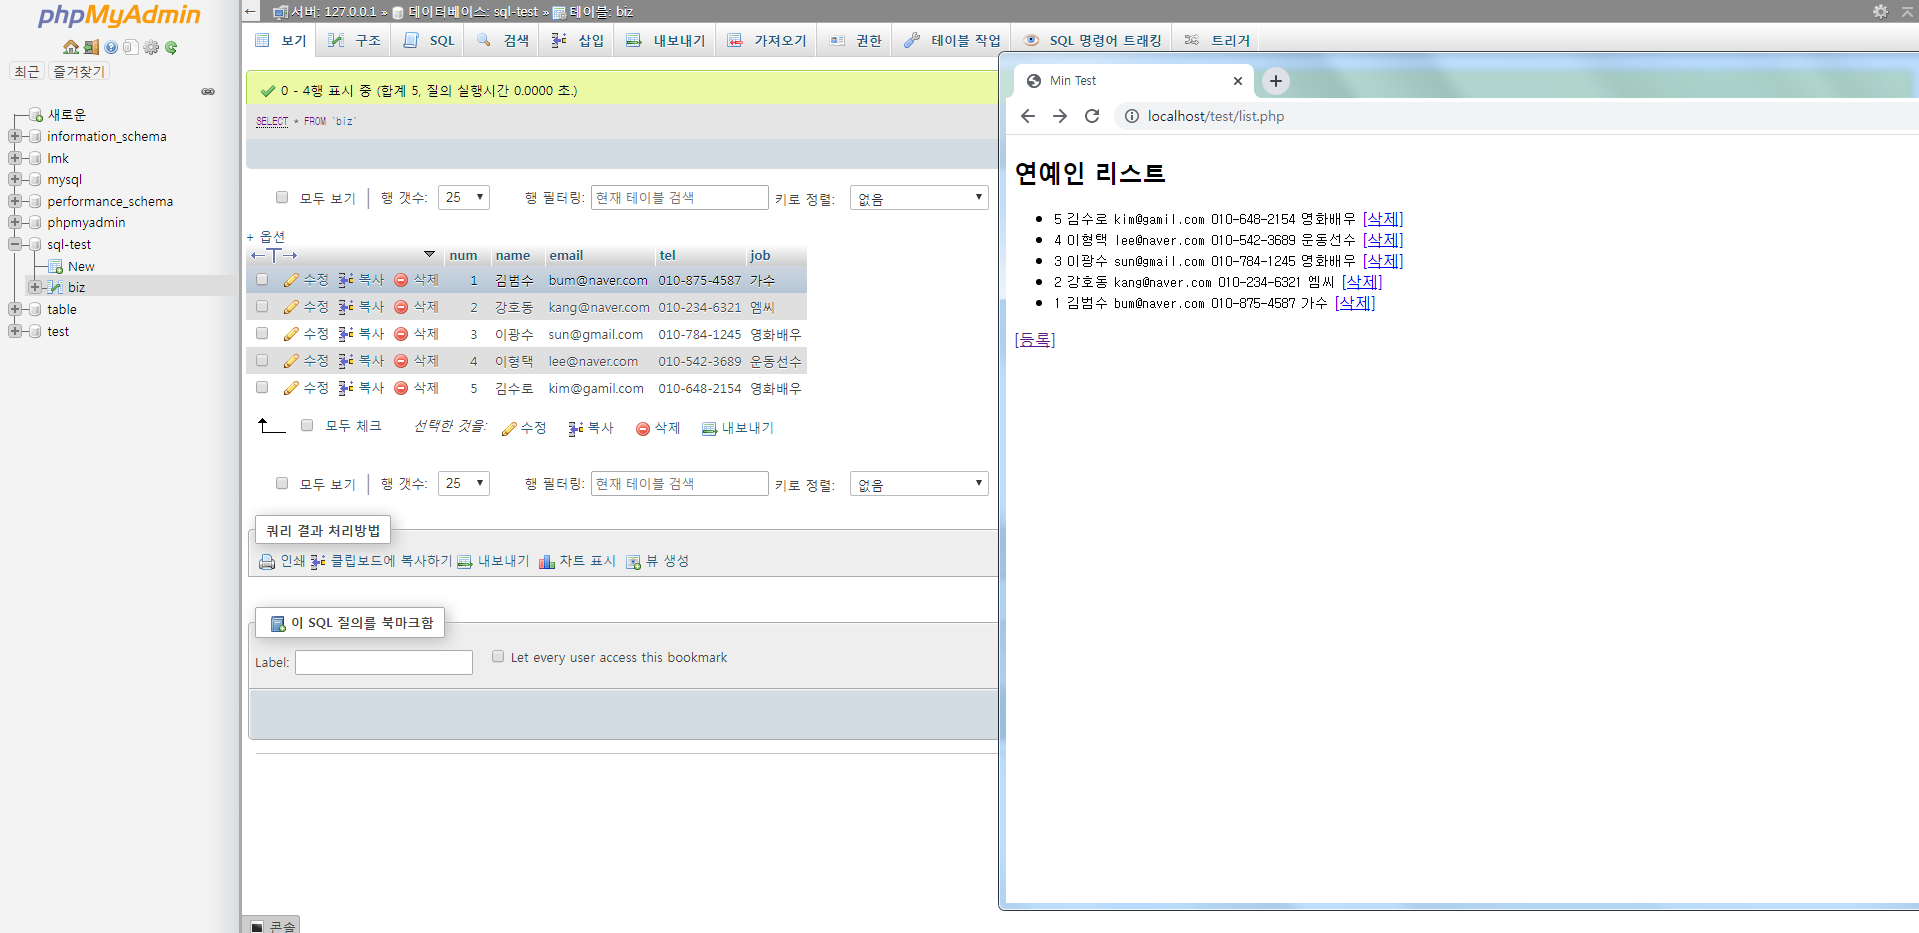 phpMyAdmin
최근 즐겨찾기
새로운
information_schema
lmk
mysql
performance_schema
phpmyadmin
sql-test
New
biz
table
test
← 서버: 127.0.0.1 » 데이터베이스: sql-test » 테이블: biz
보기 구조 SQL 검색 삽입 내보내기 가져오기 권한 테이블 작업 SQL 명령어 트래킹 트리거
0 - 4행 표시 중 (합계 5, 질의 실행시간 0.0000 초.)
SELECT * FROM `biz`
모두 보기 행 갯수: 25 행 필터링: 현재 테이블 검색 키로 정렬: 없음
+ 옵션
←T→ num name email tel job
수정 복사 삭제 1 김범수 bum@naver.com 010-875-4587 가수
수정 복사 삭제 2 강호동 kang@naver.com 010-234-6321 엠씨
수정 복사 삭제 3 이광수 sun@gmail.com 010-784-1245 영화배우
수정 복사 삭제 4 이형택 lee@naver.com 010-542-3689 운동선수
수정 복사 삭제 5 김수로 kim@gamil.com 010-648-2154 영화배우
모두 체크 선택한 것을: 수정 복사 삭제 내보내기
모두 보기 행 갯수: 25 행 필터링: 현재 테이블 검색 키로 정렬: 없음
쿼리 결과 처리방법
인쇄 클립보드에 복사하기 내보내기 차트 표시 뷰 생성
이 SQL 질의를 북마크함
Label: Let every user access this bookmark
콘솔
Min Test
localhost/test/list.php
연예인 리스트
• 5 김수로 kim@gamil.com 010-648-2154 영화배우 [삭제]
• 4 이형택 lee@naver.com 010-542-3689 운동선수 [삭제]
• 3 이광수 sun@gmail.com 010-784-1245 영화배우 [삭제]
• 2 강호동 kang@naver.com 010-234-6321 엠씨 [삭제]
• 1 김범수 bum@naver.com 010-875-4587 가수 [삭제]
[등록]